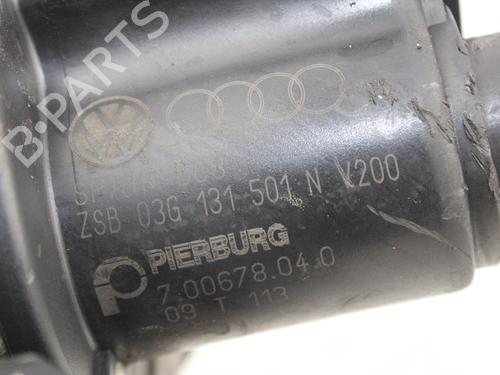 B-PARTS
ZSB 03G 131 501 N V200
PIERBURG
7.00678.04.0
09 T 113